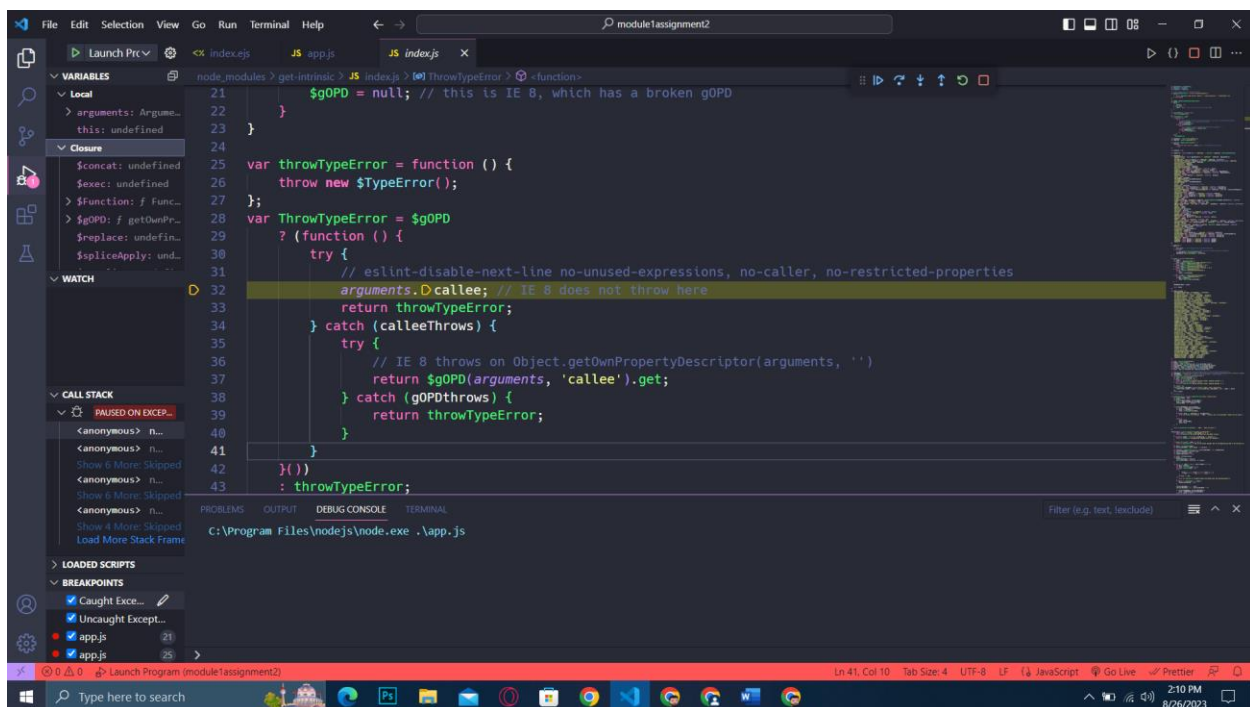 File Edit Selection View Go Run Terminal Help
module1assignment2
Launch Prc
index.ejs
JS app.js
JS index.js
VARIABLES
node_modules > get-intrinsic > JS index.js > ThrowTypeError > <function>
Local
> arguments: Argume…
this: undefined
Closure
$concat: undefined
$exec: undefined
> $Function: ƒ Func…
> $gOPD: ƒ getOwnPr…
$replace: undefin…
$spliceApply: und…
WATCH
CALL STACK
PAUSED ON EXCEP…
<anonymous> n…
<anonymous> n…
Show 6 More: Skipped
<anonymous> n…
Show 6 More: Skipped
<anonymous> n…
Show 4 More: Skipped
Load More Stack Frame
LOADED SCRIPTS
BREAKPOINTS
Caught Exce…
Uncaught Except…
app.js 21
app.js 25
21 $gOPD = null; // this is IE 8, which has a broken gOPD
22 }
23 }
24
25 var throwTypeError = function () {
26 throw new $TypeError();
27 };
28 var ThrowTypeError = $gOPD
29 ? (function () {
30 try {
31 // eslint-disable-next-line no-unused-expressions, no-caller, no-restricted-properties
32 arguments.callee; // IE 8 does not throw here
33 return throwTypeError;
34 } catch (calleeThrows) {
35 try {
36 // IE 8 throws on Object.getOwnPropertyDescriptor(arguments, '')
37 return $gOPD(arguments, 'callee').get;
38 } catch (gOPDthrows) {
39 return throwTypeError;
40 }
41 }
42 }())
43 : throwTypeError;
PROBLEMS OUTPUT DEBUG CONSOLE TERMINAL
Filter (e.g. text, !exclude)
C:\Program Files\nodejs\node.exe .\app.js
>
0 0 Launch Program (module1assignment2)
Ln 41, Col 10 Tab Size: 4 UTF-8 LF JavaScript Go Live Prettier
Type here to search
Ps
2:10 PM
8/26/2023